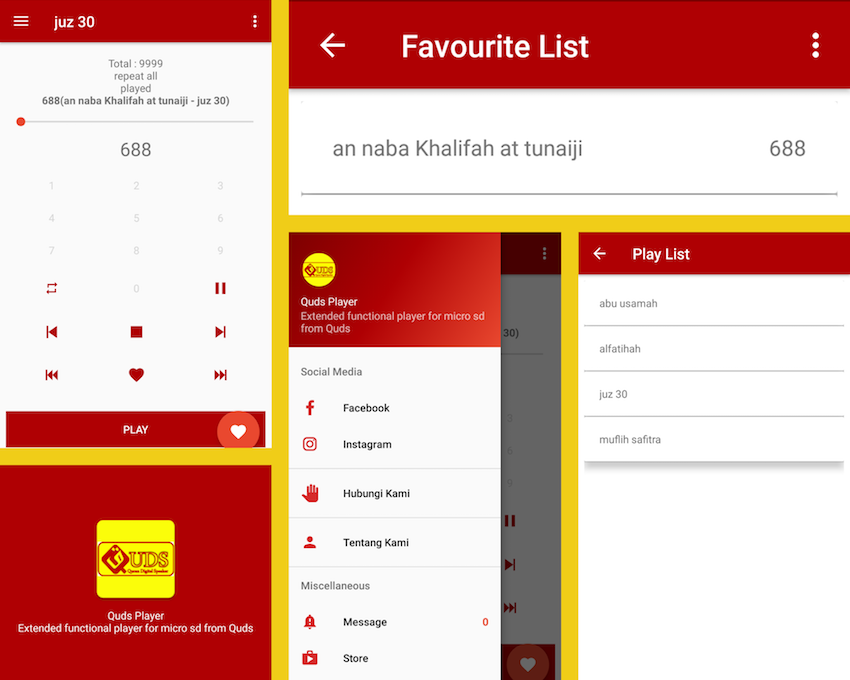 juz 30
Total : 9999
repeat all
played
688(an naba Khalifah at tunaiji - juz 30)
688
1 2 3
4 5 6
7 8 9
0
PLAY
QUDS
Quran Digital Speaker
Quds Player
Extended functional player for micro sd from Quds
Favourite List
an naba Khalifah at tunaiji 688
QUDS
Quds Player
Extended functional player for micro sd
from Quds
Social Media
Facebook
Instagram
Hubungi Kami
Tentang Kami
Miscellaneous
Message 0
Store
30)
3
6
9
Play List
abu usamah
alfatihah
juz 30
muflih safitra